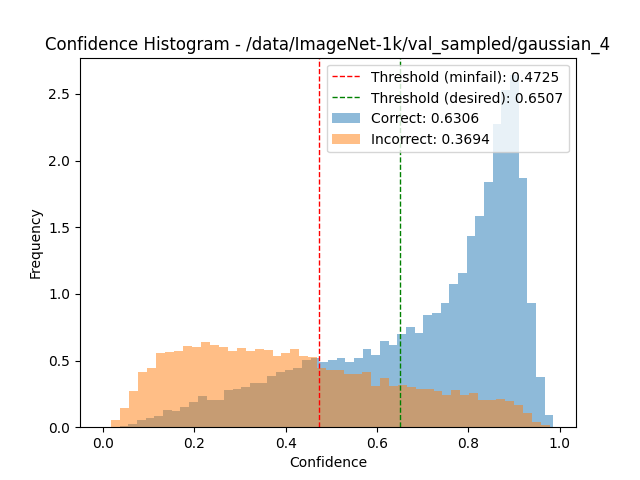 Confidence Histogram - /data/ImageNet-1k/val_sampled/gaussian_4
Threshold (minfail): 0.4725
Threshold (desired): 0.6507
Correct: 0.6306
Incorrect: 0.3694
Frequency
2.5
2.0
1.5
1.0
0.5
0.0
0.0 0.2 0.4 0.6 0.8 1.0
Confidence